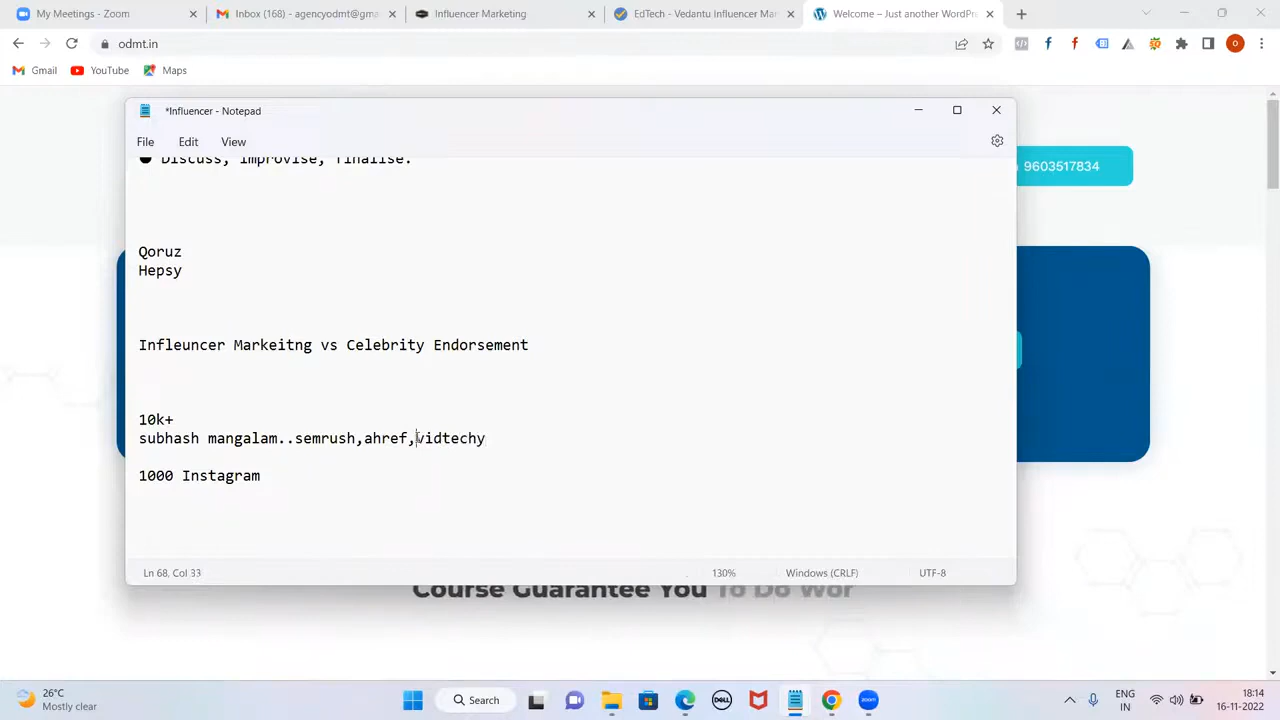 My Meetings - Zoom
Inbox (168) - agencyodmt@gma
Influencer Marketing
EdTech - Vedantu Influencer Mar
Welcome – Just another WordPr
odmt.in
Gmail
YouTube
Maps
*Influencer - Notepad
File Edit View
● Discuss, improvise, finalise.
9603517834
Qoruz
Hepsy
Infleuncer Markeitng vs Celebrity Endorsement
10k+
subhash mangalam..semrush,ahref,vidtechy
1000 Instagram
Ln 68, Col 33
130%
Windows (CRLF)
UTF-8
Course Guarantee You To Do Wor
26°C
Mostly clear
Search
ENG
IN
18:14
16-11-2022